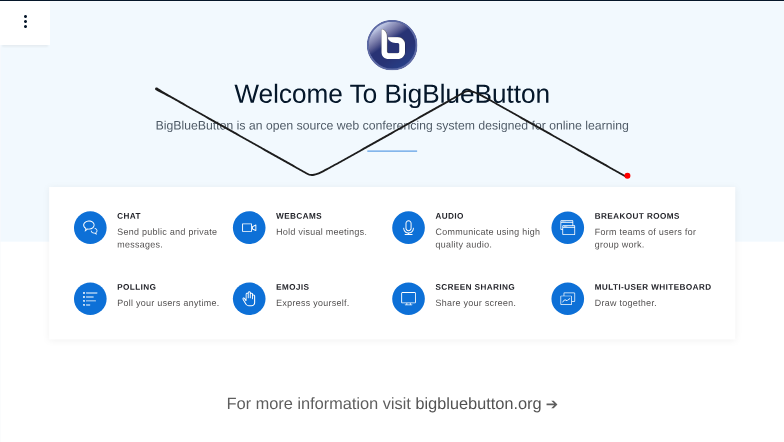 Welcome To BigBlueButton
BigBlueButton is an open source web conferencing system designed for online learning
CHAT
Send public and private
messages.
WEBCAMS
Hold visual meetings.
AUDIO
Communicate using high
quality audio.
BREAKOUT ROOMS
Form teams of users for
group work.
POLLING
Poll your users anytime.
EMOJIS
Express yourself.
SCREEN SHARING
Share your screen.
MULTI-USER WHITEBOARD
Draw together.
For more information visit bigbluebutton.org →